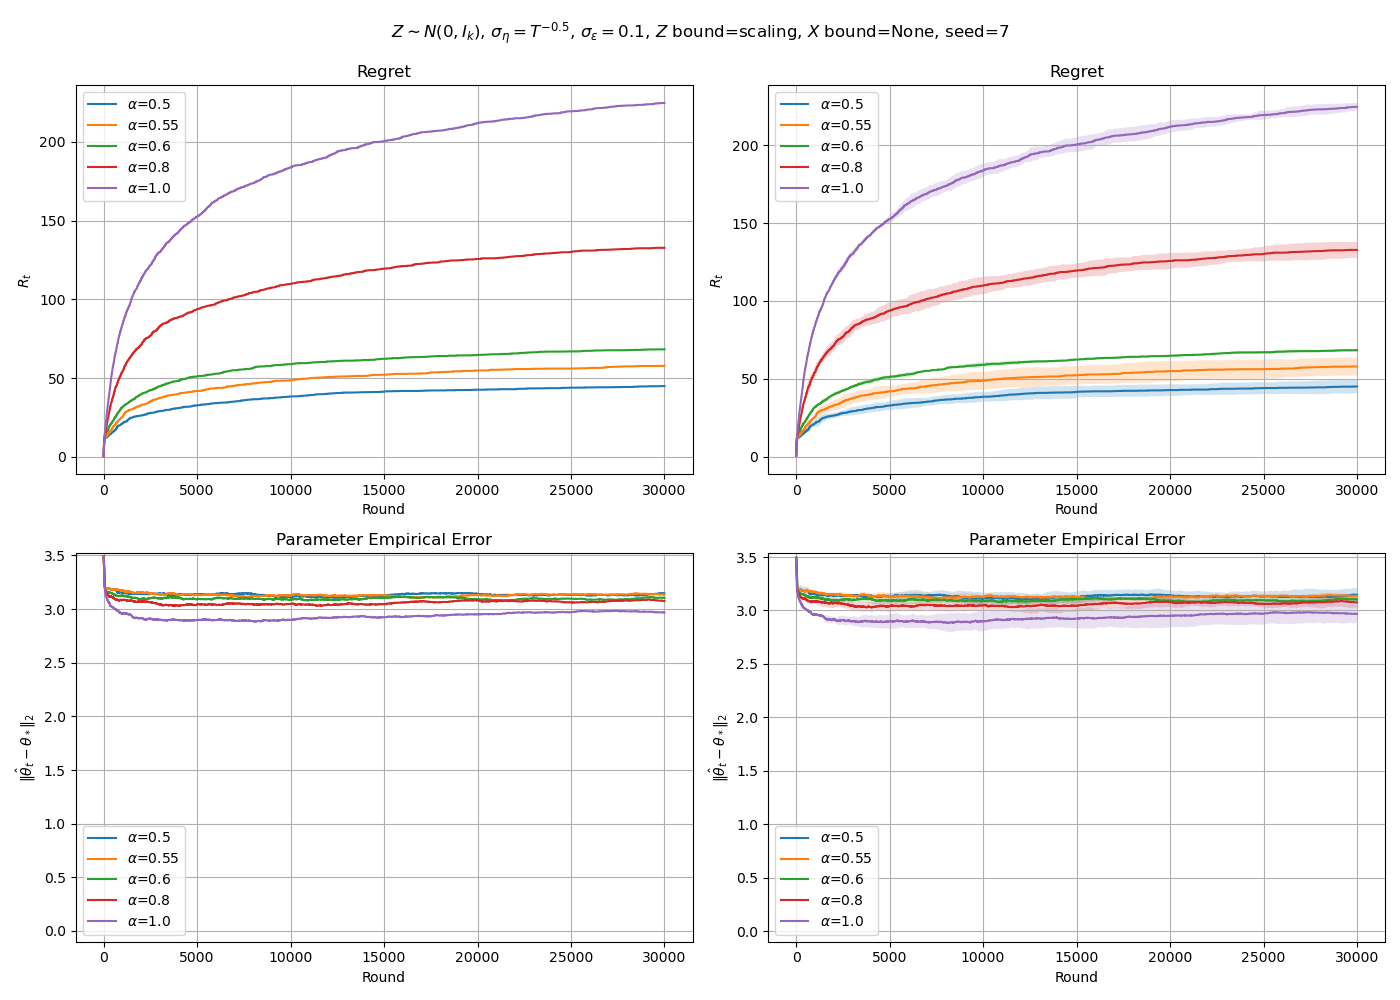 Z ∼ N(0, I_k), σ_η = T^{−0.5}, σ_ε = 0.1, Z bound=scaling, X bound=None, seed=7
Regret
α=0.5
α=0.55
α=0.6
α=0.8
α=1.0
R_t
200
150
100
50
0
0 5000 10000 15000 20000 25000 30000
Round
Regret
α=0.5
α=0.55
α=0.6
α=0.8
α=1.0
R_t
200
150
100
50
0
0 5000 10000 15000 20000 25000 30000
Round
Parameter Empirical Error
‖θ̂_t − θ_*‖_2
3.5
3.0
2.5
2.0
1.5
1.0
0.5
0.0
α=0.5
α=0.55
α=0.6
α=0.8
α=1.0
0 5000 10000 15000 20000 25000 30000
Round
Parameter Empirical Error
‖θ̂_t − θ_*‖_2
3.5
3.0
2.5
2.0
1.5
1.0
0.5
0.0
α=0.5
α=0.55
α=0.6
α=0.8
α=1.0
0 5000 10000 15000 20000 25000 30000
Round